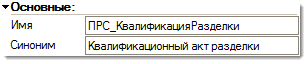 Основные:
Имя ПРС_КвалификацияРазделки
Синоним Квалификационный акт разделки